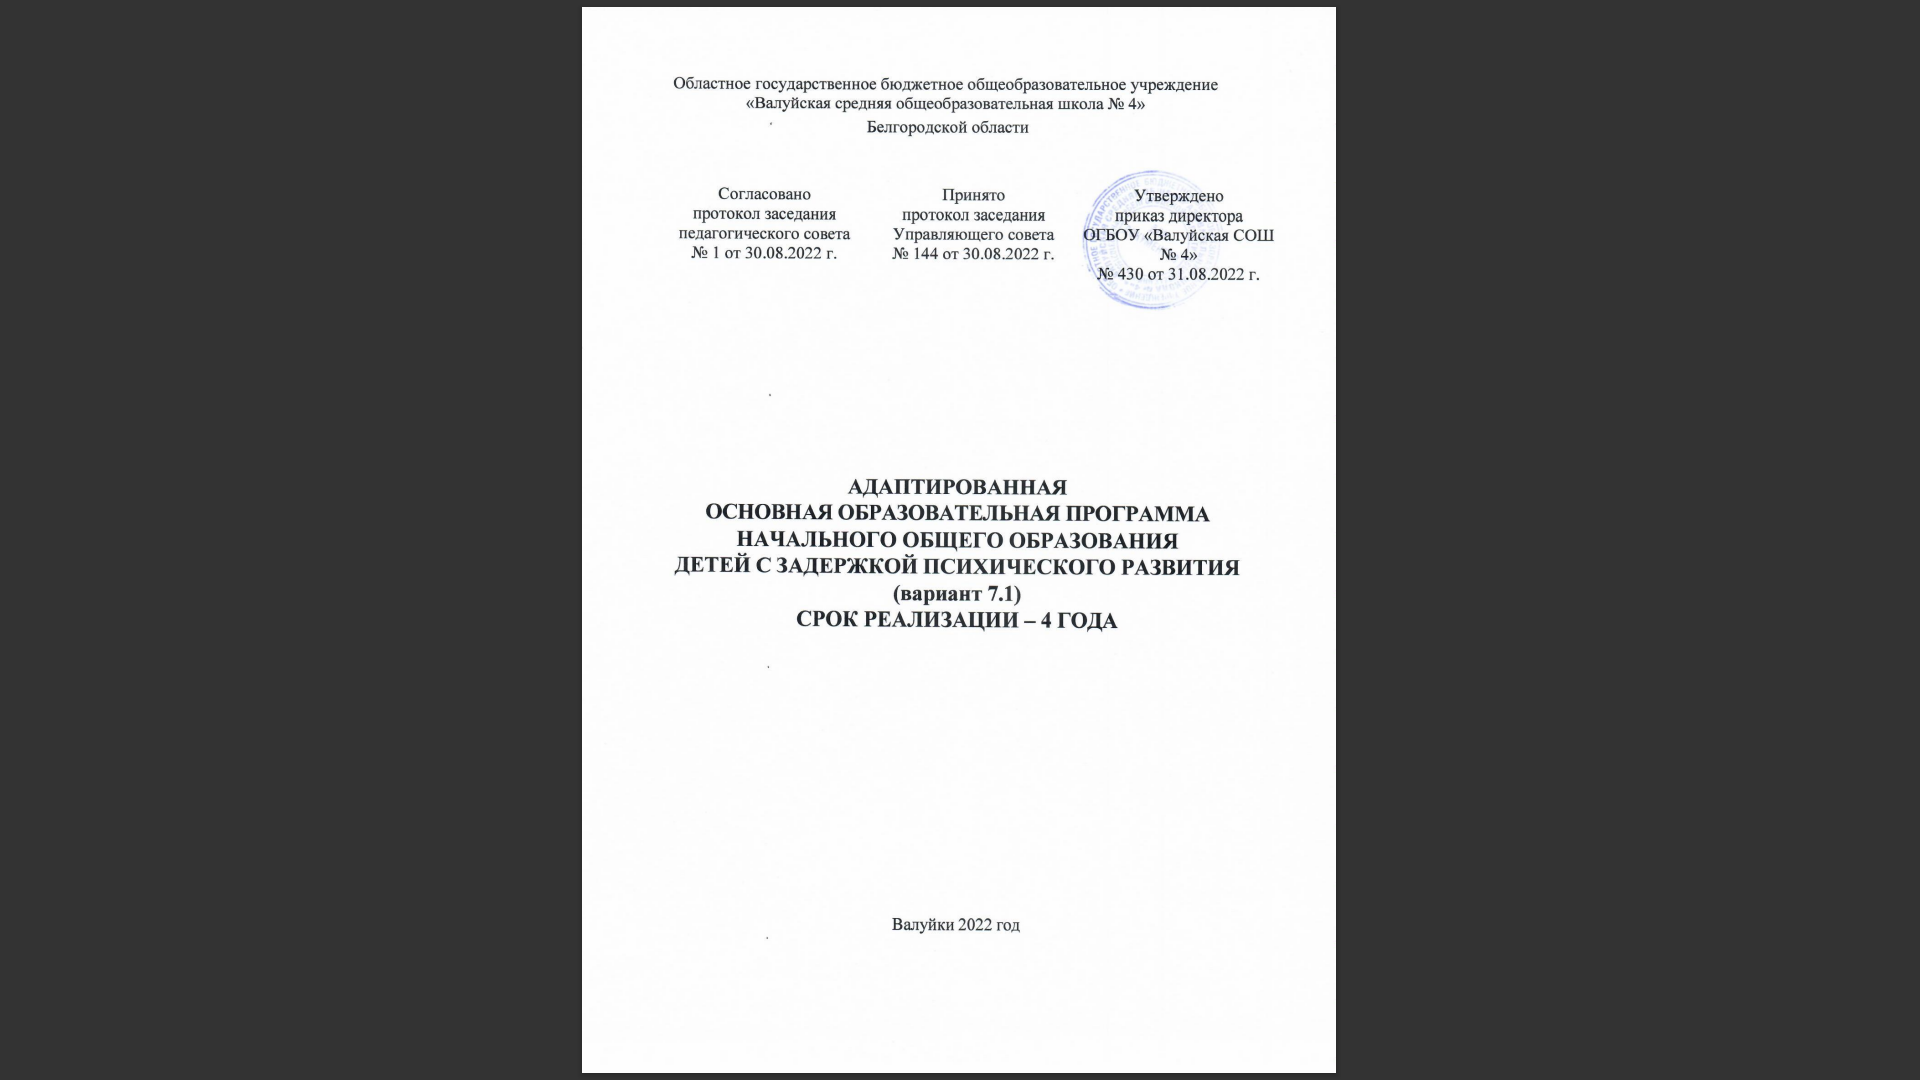 Областное государственное бюджетное общеобразовательное учреждение
«Валуйская средняя общеобразовательная школа № 4»
Белгородской области
Согласовано
протокол заседания
педагогического совета
№ 1 от 30.08.2022 г.
Принято
протокол заседания
Управляющего совета
№ 144 от 30.08.2022 г.
Утверждено
приказ директора
ОГБОУ «Валуйская СОШ
№ 4»
№ 430 от 31.08.2022 г.
АДАПТИРОВАННАЯ
ОСНОВНАЯ ОБРАЗОВАТЕЛЬНАЯ ПРОГРАММА
НАЧАЛЬНОГО ОБЩЕГО ОБРАЗОВАНИЯ
ДЕТЕЙ С ЗАДЕРЖКОЙ ПСИХИЧЕСКОГО РАЗВИТИЯ
(вариант 7.1)
СРОК РЕАЛИЗАЦИИ – 4 ГОДА
Валуйки 2022 год